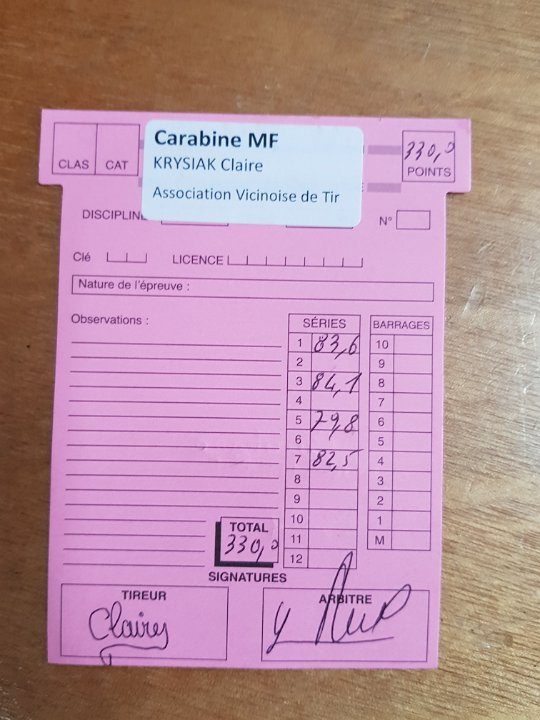 Carabine MF
KRYSIAK Claire
Association Vicinoise de Tir
CLAS CAT
330,0
POINTS
DISCIPLIN
N°
Clé LICENCE
Nature de l'épreuve :
Observations :
SÉRIES BARRAGES
1 83,6 10
2 9
3 84,1 8
4 7
5 79,8 6
6 5
7 82,5 4
8 3
9 2
10 1
11 M
12
TOTAL
330,0
SIGNATURES
TIREUR ARBITRE